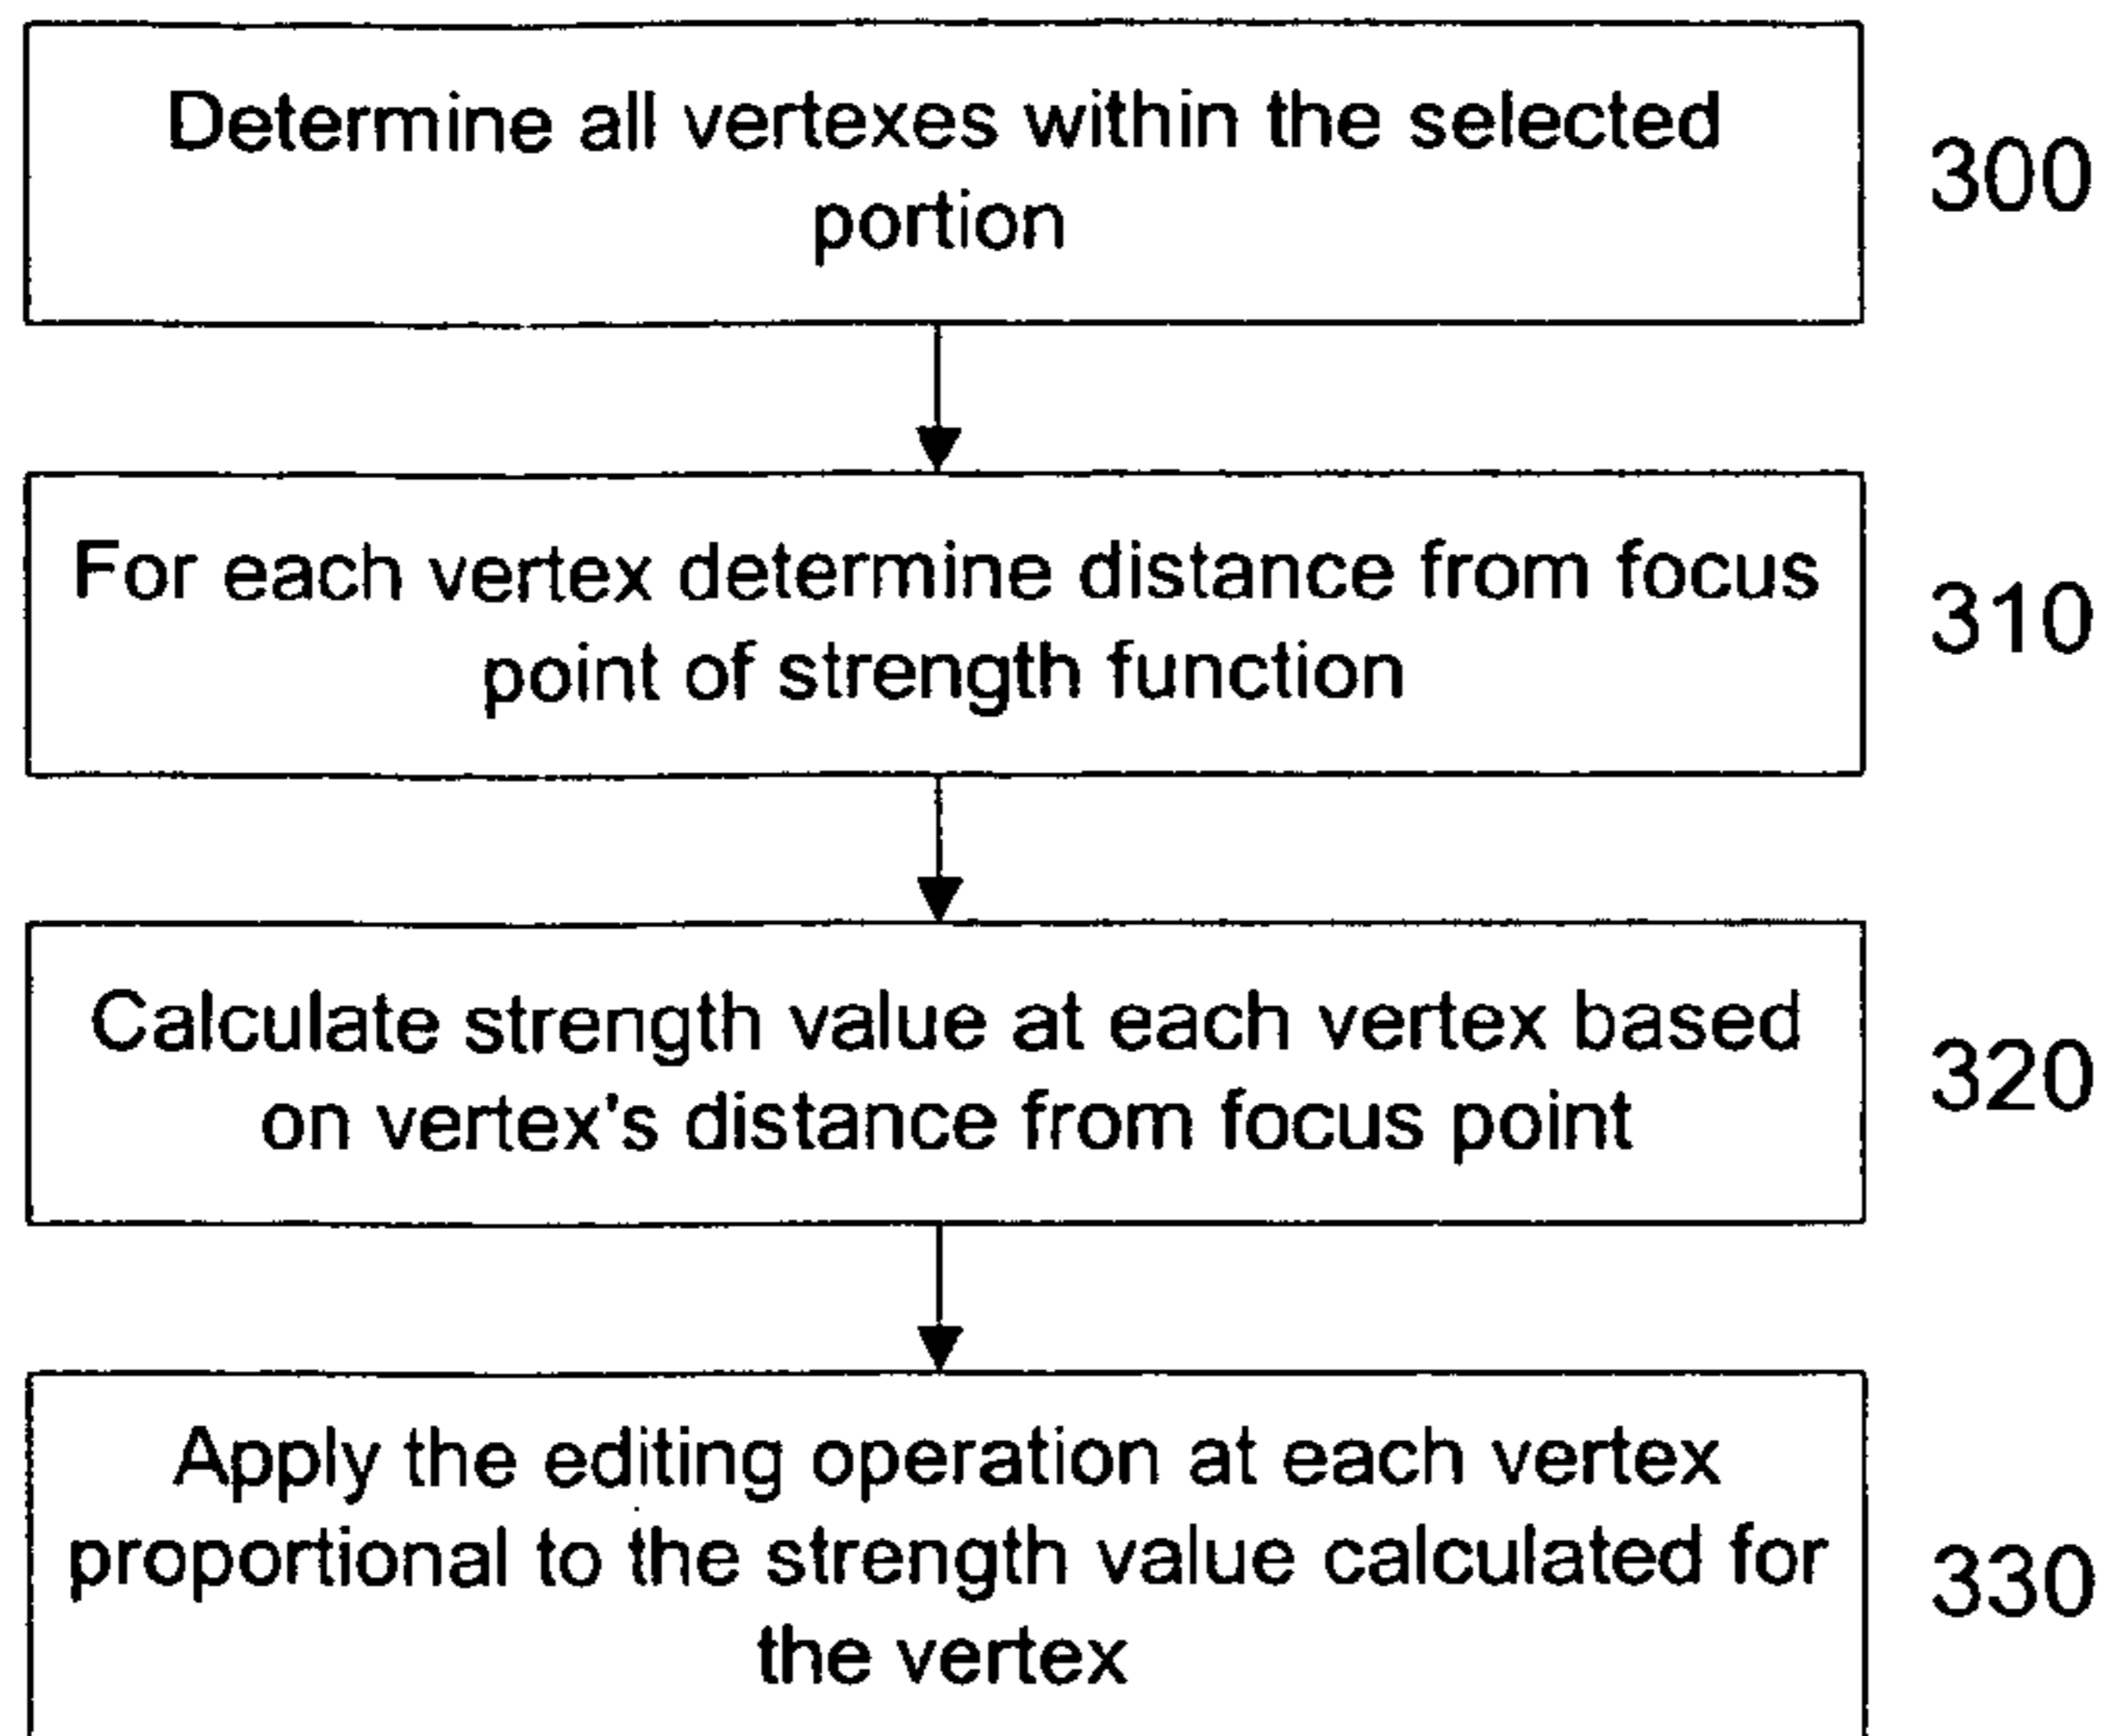 Determine all vertexes within the selected
portion
300
For each vertex determine distance from focus
point of strength function
310
Calculate strength value at each vertex based
on vertex's distance from focus point
320
Apply the editing operation at each vertex
proportional to the strength value calculated for
the vertex
330